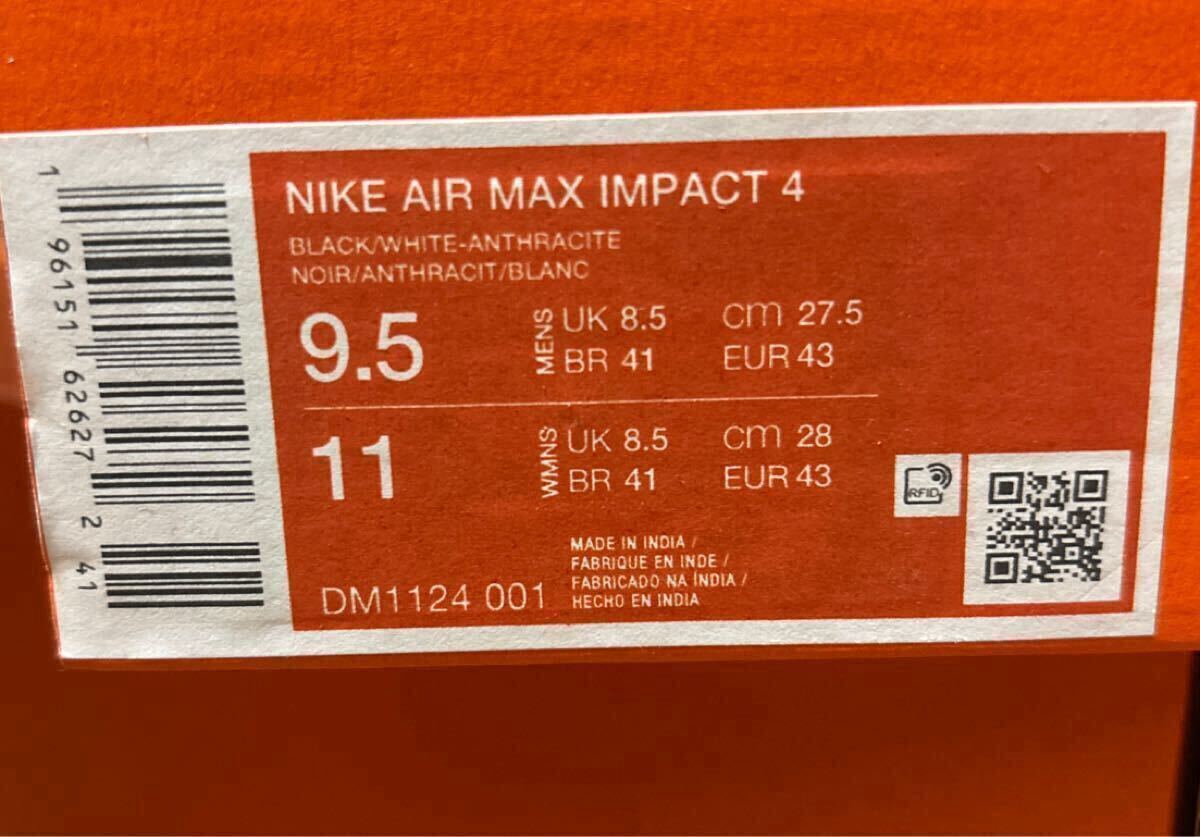 NIKE AIR MAX IMPACT 4
BLACK/WHITE-ANTHRACITE
NOIR/ANTHRACIT/BLANC
9.5 MENS UK 8.5 cm 27.5
BR 41 EUR 43
11 WMNS UK 8.5 cm 28
BR 41 EUR 43
RFID
MADE IN INDIA /
FABRIQUE EN INDE /
FABRICADO NA ÍNDIA /
HECHO EN INDIA
DM1124 001
1 96151 62627 2 41